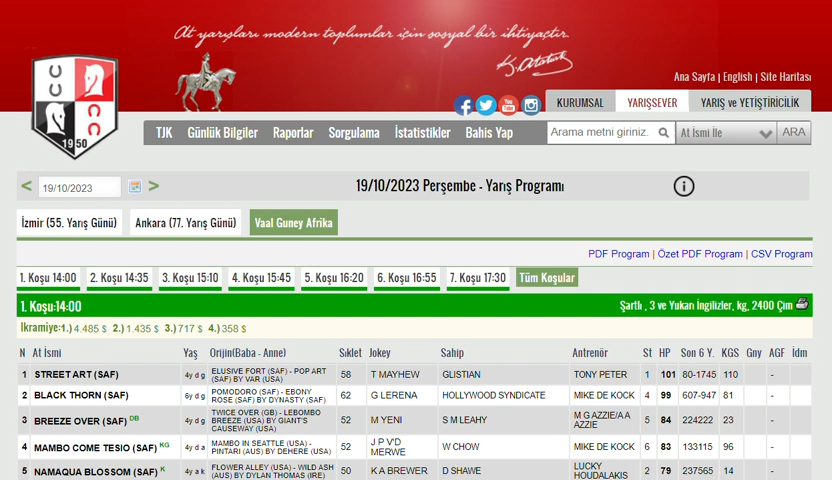 At yarışları modern toplumlar için sosyal bir ihtiyaçtır.
K. Atatürk
Ana Sayfa | English | Site Haritası
KURUMSAL YARIŞSEVER YARIŞ ve YETİŞTİRİCİLİK
1950
TJK Günlük Bilgiler Raporlar Sorgulama İstatistikler Bahis Yap Arama metni giriniz. At İsmi İle ARA
< 19/10/2023 > 19/10/2023 Perşembe - Yarış Programı
İzmir (55. Yarış Günü) Ankara (77. Yarış Günü) Vaal Guney Afrika
PDF Program | Özet PDF Program | CSV Program
1. Koşu 14:00 2. Koşu 14:35 3. Koşu 15:10 4. Koşu 15:45 5. Koşu 16:20 6. Koşu 16:55 7. Koşu 17:30 Tüm Koşular
1. Koşu:14:00 Şartlı , 3 ve Yukarı İngilizler, kg, 2400 Çim
İkramiye:1.) 4.485 $ 2.) 1.435 $ 3.) 717 $ 4.) 358 $
N At İsmi Yaş Orijin(Baba - Anne) Sıklet Jokey Sahip Antrenör St HP Son 6 Y. KGS Gny AGF İdm
1 STREET ART (SAF) 4y d g ELUSIVE FORT (SAF) - POP ART (SAF) BY VAR (USA) 58 T MAYHEW GLISTIAN TONY PETER 1 101 80-1745 110 -
2 BLACK THORN (SAF) 6y d g POMODORO (SAF) - EBONY ROSE (SAF) BY DYNASTY (SAF) 62 G LERENA HOLLYWOOD SYNDICATE MIKE DE KOCK 4 99 607-947 81 -
3 BREEZE OVER (SAF) DB 4y d g TWICE OVER (GB) - LEBOMBO BREEZE (USA) BY GIANT'S CAUSEWAY (USA) 52 M YENI S M LEAHY M G AZZIE/A A AZZIE 5 84 224222 23 -
4 MAMBO COME TESIO (SAF) KG 4y d a MAMBO IN SEATTLE (USA) - PINTARI (AUS) BY DEHERE (USA) 52 J P V'D MERWE W CHOW MIKE DE KOCK 6 83 133115 96 -
5 NAMAQUA BLOSSOM (SAF) K 4y a k FLOWER ALLEY (USA) - WILD ASH (AUS) BY DYLAN THOMAS (IRE) 50 K A BREWER D SHAWE LUCKY HOUDALAKIS 2 79 237565 14 -